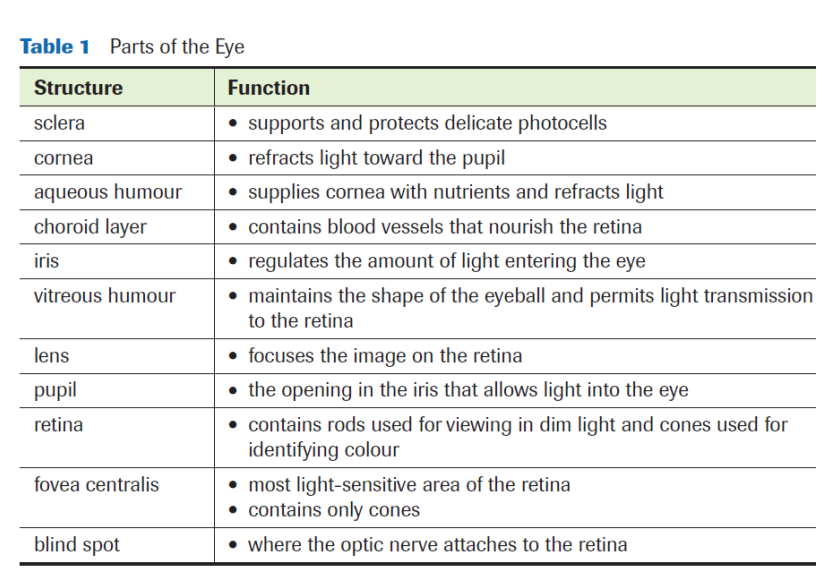 Table 1 Parts of the Eye
Structure Function
sclera • supports and protects delicate photocells
cornea • refracts light toward the pupil
aqueous humour • supplies cornea with nutrients and refracts light
choroid layer • contains blood vessels that nourish the retina
iris • regulates the amount of light entering the eye
vitreous humour • maintains the shape of the eyeball and permits light transmission
to the retina
lens • focuses the image on the retina
pupil • the opening in the iris that allows light into the eye
retina • contains rods used for viewing in dim light and cones used for
identifying colour
fovea centralis • most light-sensitive area of the retina
• contains only cones
blind spot • where the optic nerve attaches to the retina